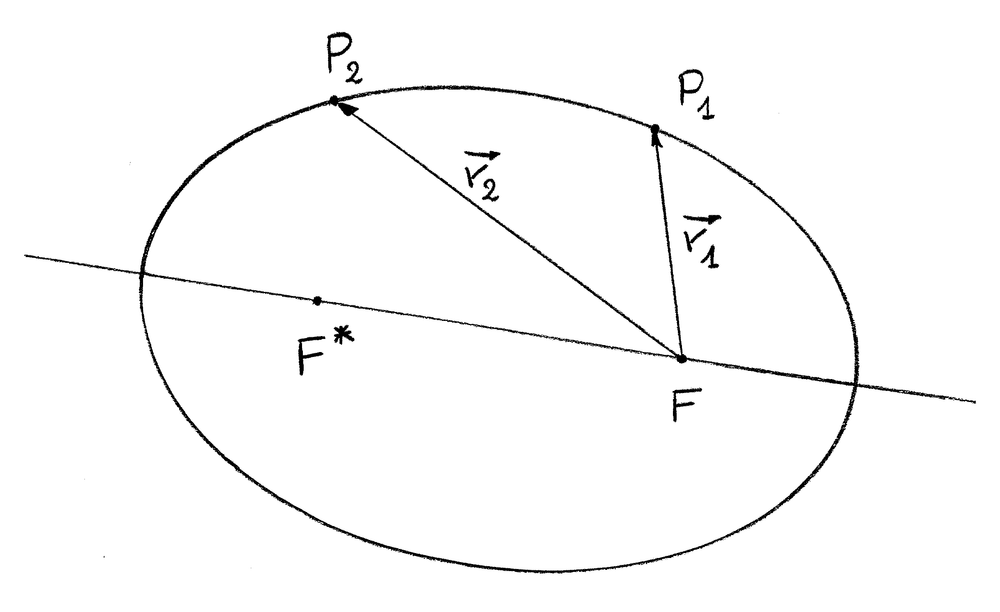 P₂
P₁
r⃗₂
r⃗₁
F*
F